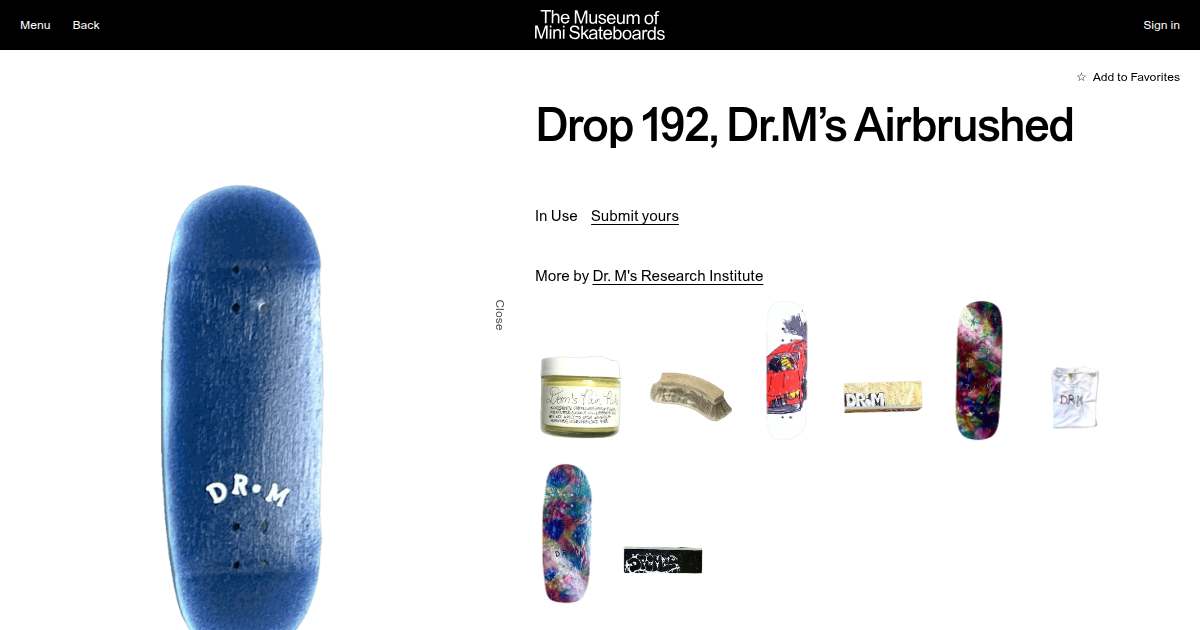 Menu
Back
The Museum of
Mini Skateboards
Sign in
☆ Add to Favorites
Drop 192, Dr.M’s Airbrushed
In Use Submit yours
More by Dr. M's Research Institute
Close
DR•M
DR•M
DR.M